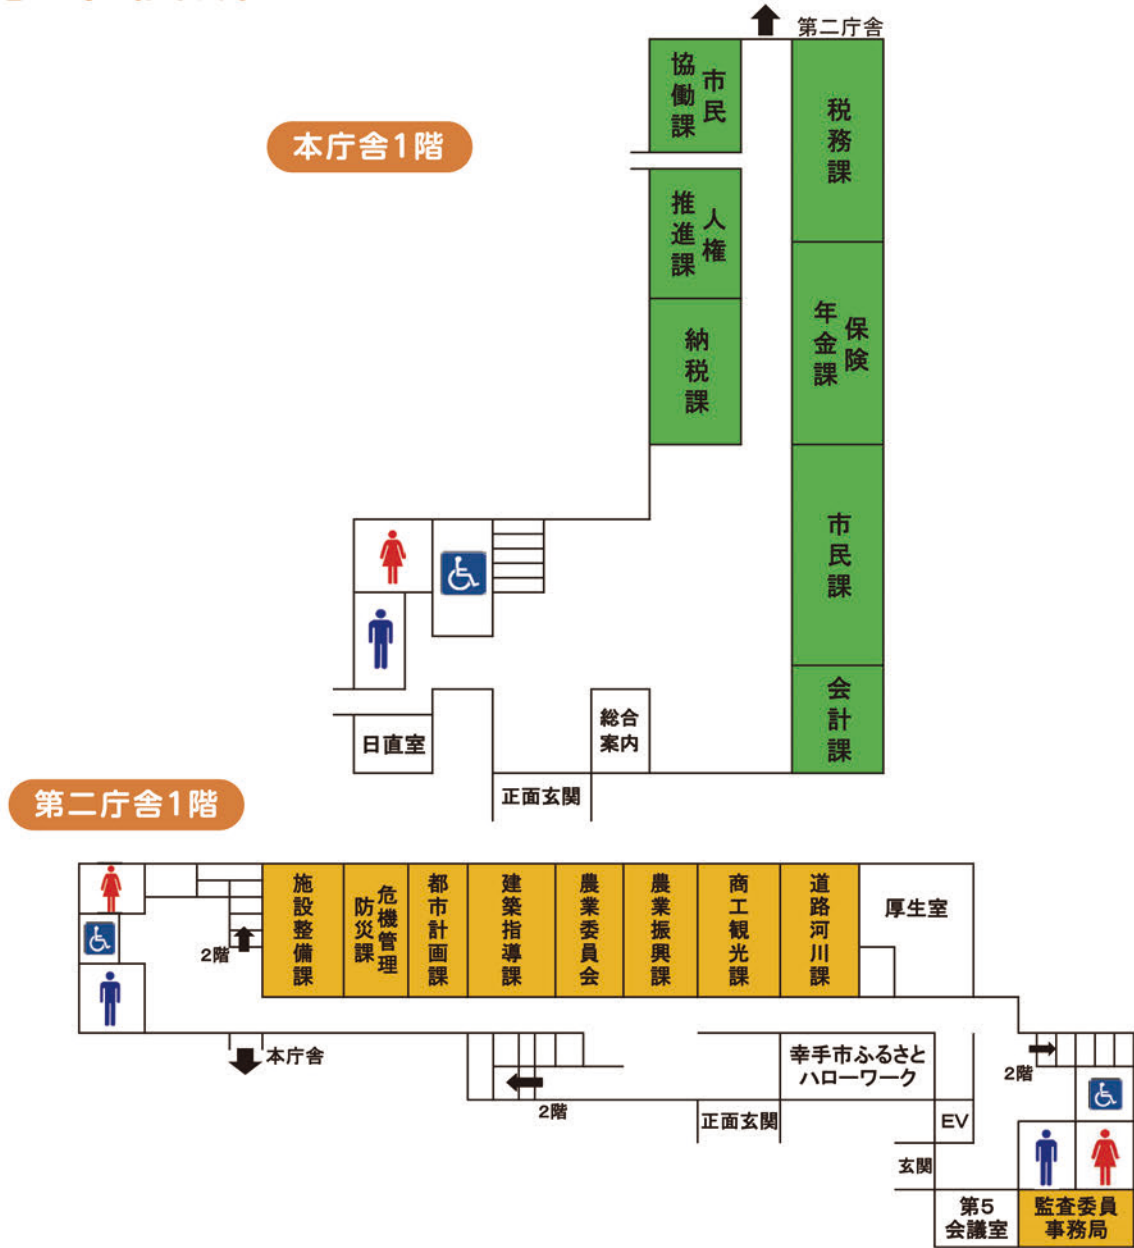 第二庁舎
本庁舎1階
市民
協働課
税務課
人権
推進課
保険
年金課
納税課
市民課
会計課
総合
案内
日直室
正面玄関
第二庁舎1階
施設整備課
危機管理
防災課
都市計画課
建築指導課
農業委員会
農業振興課
商工観光課
道路河川課
厚生室
2階
本庁舎
2階
幸手市ふるさと
ハローワーク
2階
正面玄関
EV
玄関
第5
会議室
監査委員
事務局